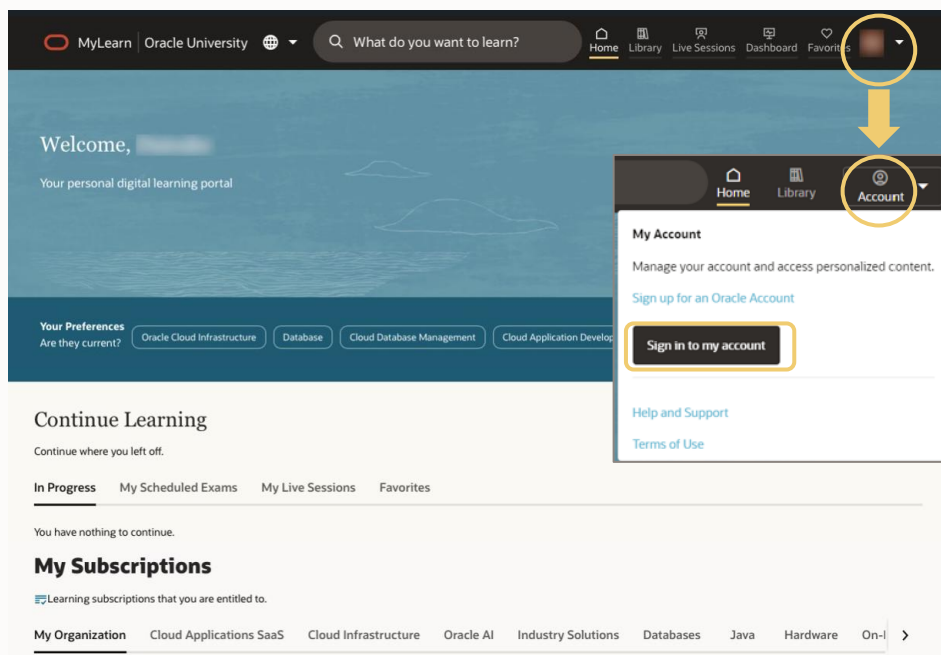 MyLearn Oracle University
What do you want to learn?
Home Library Live Sessions Dashboard Favorites
Welcome,
Your personal digital learning portal
Home Library Account
My Account
Manage your account and access personalized content.
Sign up for an Oracle Account
Sign in to my account
Help and Support
Terms of Use
Your Preferences
Are they current?
Oracle Cloud Infrastructure Database Cloud Database Management Cloud Application Develop
Continue Learning
Continue where you left off.
In Progress My Scheduled Exams My Live Sessions Favorites
You have nothing to continue.
My Subscriptions
Learning subscriptions that you are entitled to.
My Organization Cloud Applications SaaS Cloud Infrastructure Oracle AI Industry Solutions Databases Java Hardware On-